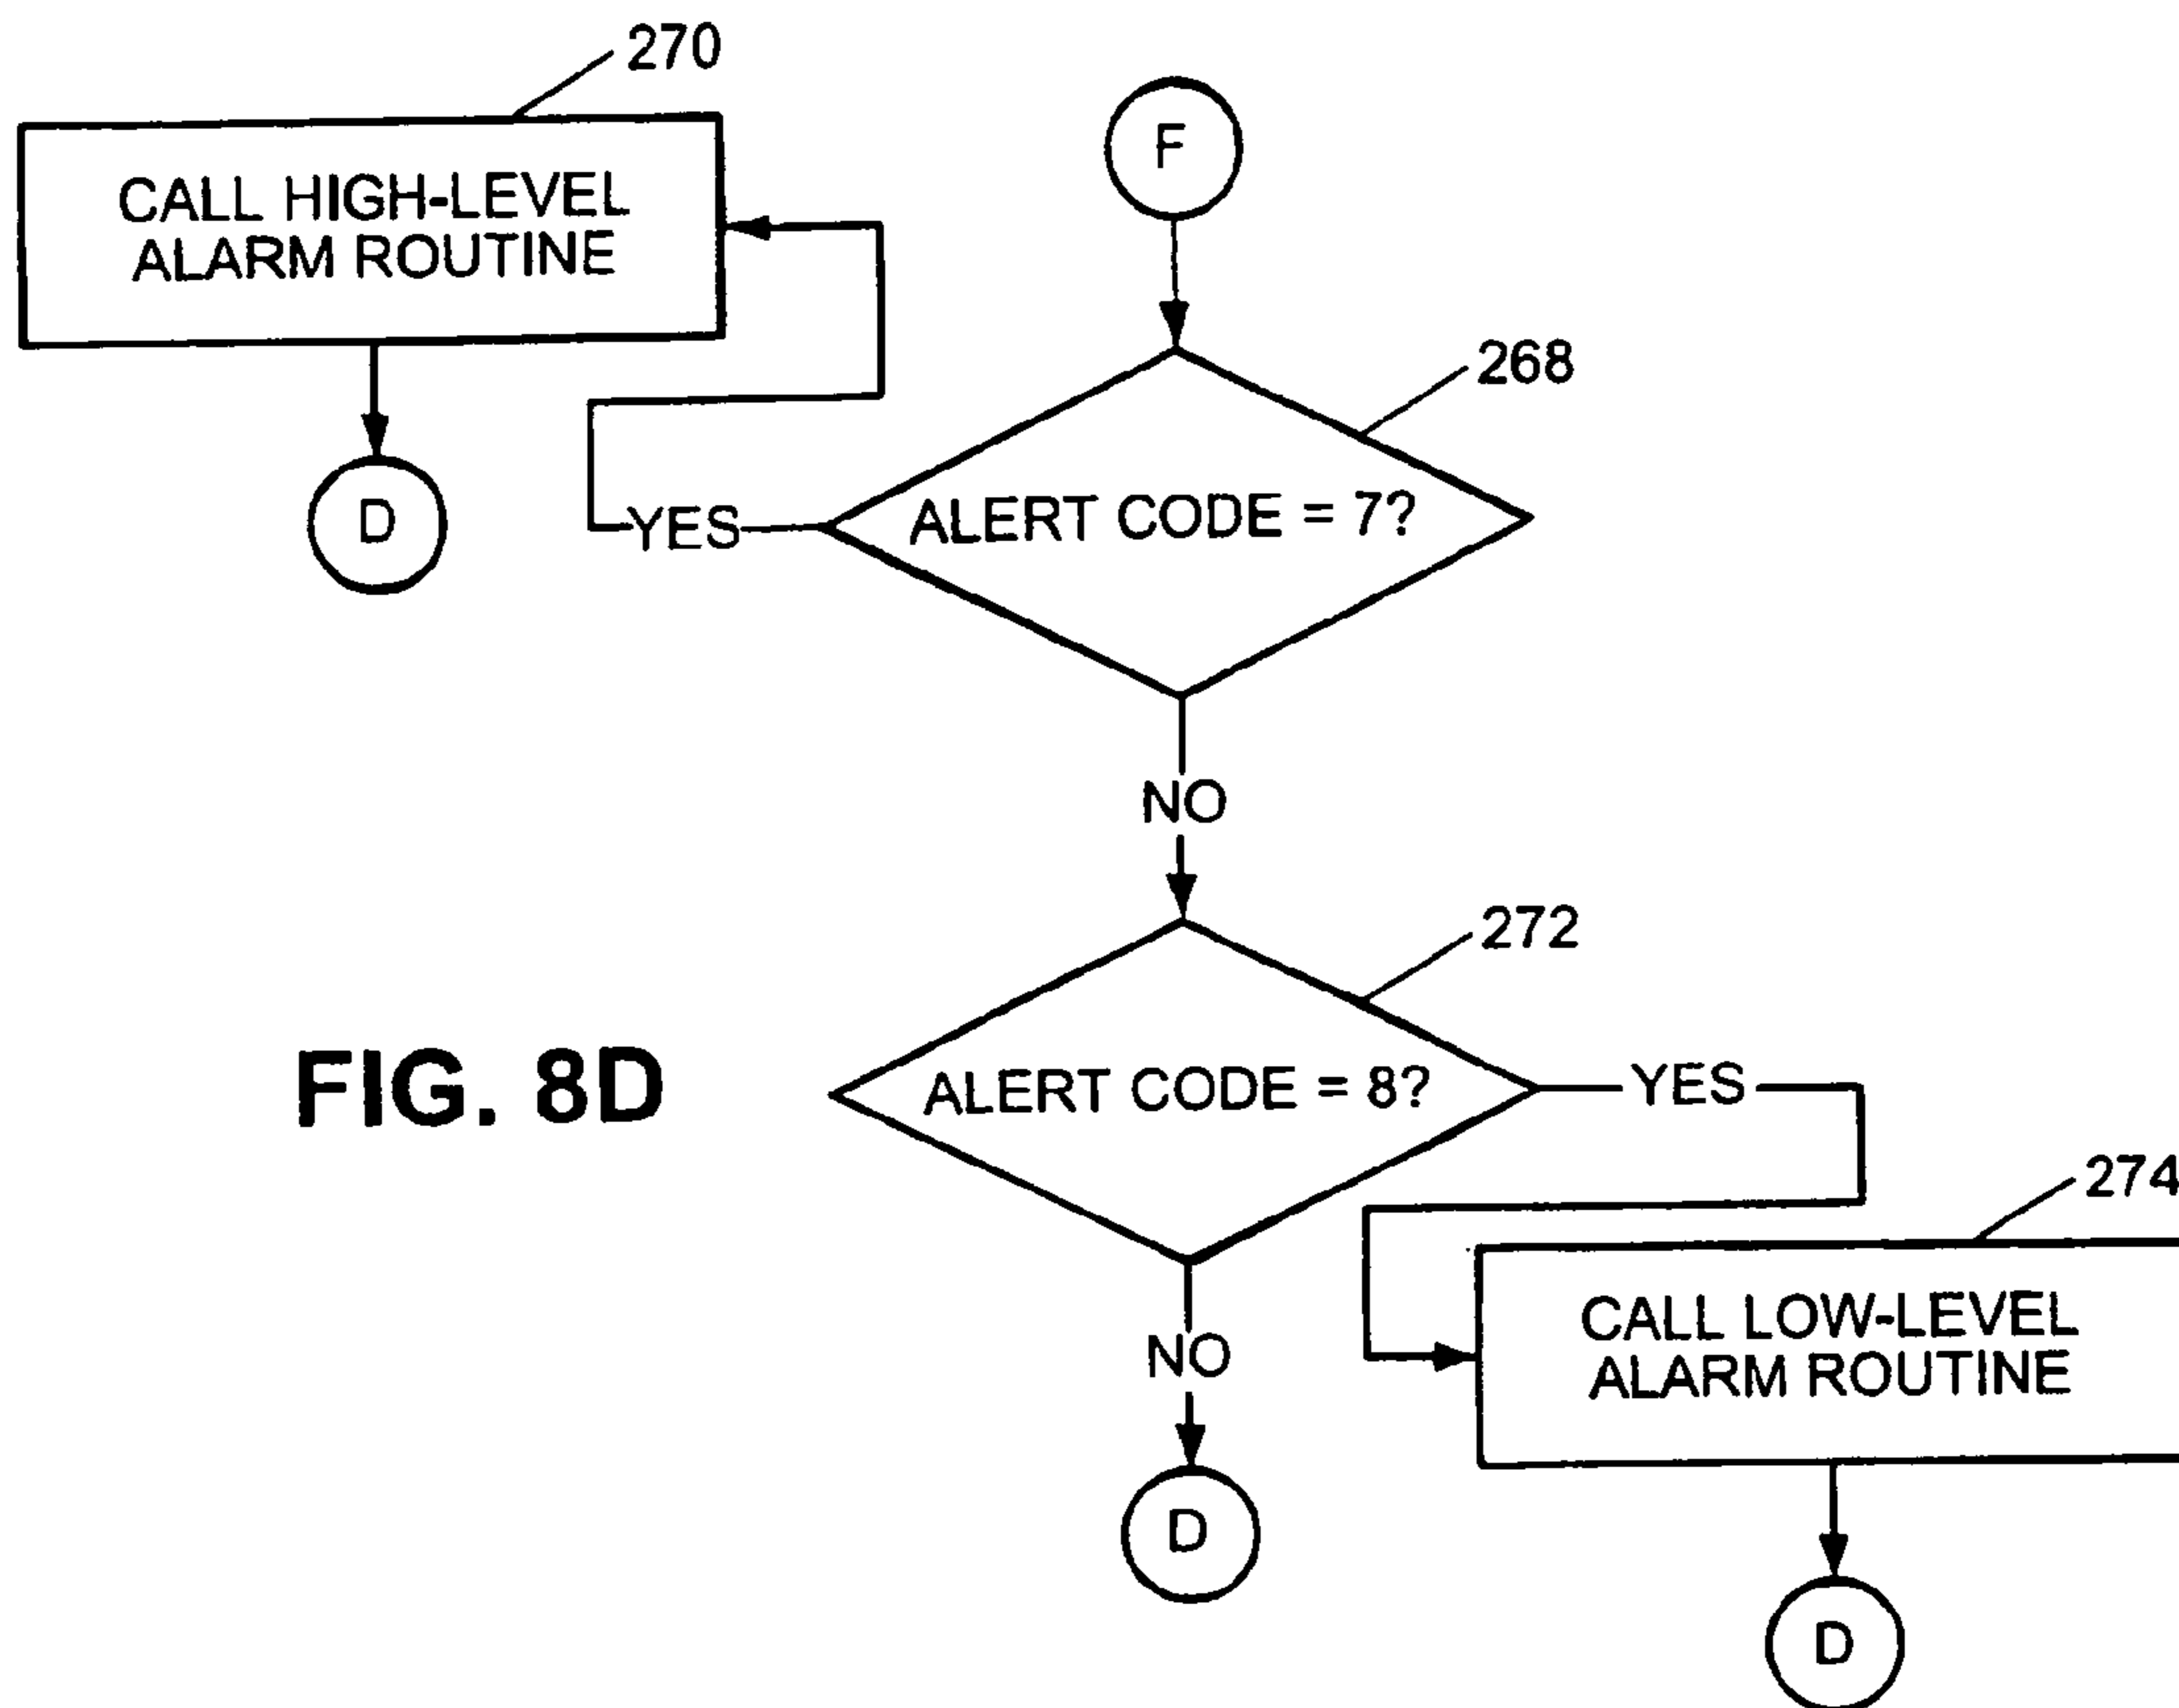 270
F
CALL HIGH-LEVEL
ALARM ROUTINE
268
D
YES
ALERT CODE = 7?
NO
272
FIG. 8D
ALERT CODE = 8?
YES
274
CALL LOW-LEVEL
ALARM ROUTINE
NO
D
D